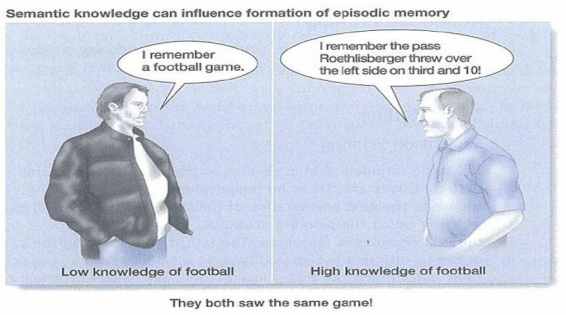 Semantic knowledge can influence formation of episodic memory
I remember
a football game.
I remember the pass
Roethlisberger threw over
the left side on third and 10!
Low knowledge of football
High knowledge of football
They both saw the same game!